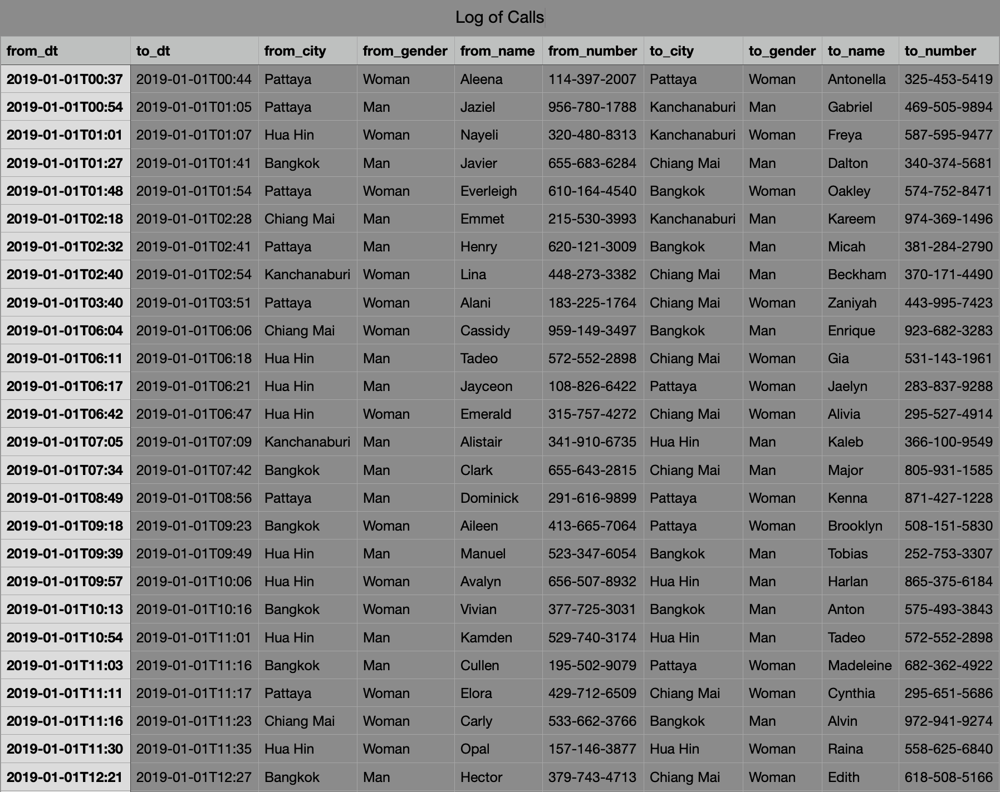 Log of Calls
from_dt to_dt from_city from_gender from_name from_number to_city to_gender to_name to_number
2019-01-01T00:37 2019-01-01T00:44 Pattaya Woman Aleena 114-397-2007 Pattaya Woman Antonella 325-453-5419
2019-01-01T00:54 2019-01-01T01:05 Pattaya Man Jaziel 956-780-1788 Kanchanaburi Man Gabriel 469-505-9894
2019-01-01T01:01 2019-01-01T01:07 Hua Hin Woman Nayeli 320-480-8313 Kanchanaburi Woman Freya 587-595-9477
2019-01-01T01:27 2019-01-01T01:41 Bangkok Man Javier 655-683-6284 Chiang Mai Man Dalton 340-374-5681
2019-01-01T01:48 2019-01-01T01:54 Pattaya Woman Everleigh 610-164-4540 Bangkok Woman Oakley 574-752-8471
2019-01-01T02:18 2019-01-01T02:28 Chiang Mai Man Emmet 215-530-3993 Kanchanaburi Man Kareem 974-369-1496
2019-01-01T02:32 2019-01-01T02:41 Pattaya Man Henry 620-121-3009 Bangkok Man Micah 381-284-2790
2019-01-01T02:40 2019-01-01T02:54 Kanchanaburi Woman Lina 448-273-3382 Chiang Mai Man Beckham 370-171-4490
2019-01-01T03:40 2019-01-01T03:51 Pattaya Woman Alani 183-225-1764 Chiang Mai Woman Zaniyah 443-995-7423
2019-01-01T06:04 2019-01-01T06:06 Chiang Mai Woman Cassidy 959-149-3497 Bangkok Man Enrique 923-682-3283
2019-01-01T06:11 2019-01-01T06:18 Hua Hin Man Tadeo 572-552-2898 Chiang Mai Woman Gia 531-143-1961
2019-01-01T06:17 2019-01-01T06:21 Hua Hin Man Jayceon 108-826-6422 Pattaya Woman Jaelyn 283-837-9288
2019-01-01T06:42 2019-01-01T06:47 Hua Hin Woman Emerald 315-757-4272 Chiang Mai Woman Alivia 295-527-4914
2019-01-01T07:05 2019-01-01T07:09 Kanchanaburi Man Alistair 341-910-6735 Hua Hin Man Kaleb 366-100-9549
2019-01-01T07:34 2019-01-01T07:42 Bangkok Man Clark 655-643-2815 Chiang Mai Man Major 805-931-1585
2019-01-01T08:49 2019-01-01T08:56 Pattaya Man Dominick 291-616-9899 Pattaya Woman Kenna 871-427-1228
2019-01-01T09:18 2019-01-01T09:23 Bangkok Woman Aileen 413-665-7064 Pattaya Woman Brooklyn 508-151-5830
2019-01-01T09:39 2019-01-01T09:49 Hua Hin Man Manuel 523-347-6054 Bangkok Man Tobias 252-753-3307
2019-01-01T09:57 2019-01-01T10:06 Hua Hin Woman Avalyn 656-507-8932 Hua Hin Man Harlan 865-375-6184
2019-01-01T10:13 2019-01-01T10:16 Bangkok Woman Vivian 377-725-3031 Bangkok Man Anton 575-493-3843
2019-01-01T10:54 2019-01-01T11:01 Hua Hin Man Kamden 529-740-3174 Hua Hin Man Tadeo 572-552-2898
2019-01-01T11:03 2019-01-01T11:16 Bangkok Man Cullen 195-502-9079 Pattaya Woman Madeleine 682-362-4922
2019-01-01T11:11 2019-01-01T11:17 Pattaya Woman Elora 429-712-6509 Chiang Mai Woman Cynthia 295-651-5686
2019-01-01T11:16 2019-01-01T11:23 Chiang Mai Woman Carly 533-662-3766 Bangkok Man Alvin 972-941-9274
2019-01-01T11:30 2019-01-01T11:35 Hua Hin Woman Opal 157-146-3877 Hua Hin Woman Raina 558-625-6840
2019-01-01T12:21 2019-01-01T12:27 Bangkok Man Hector 379-743-4713 Chiang Mai Woman Edith 618-508-5166